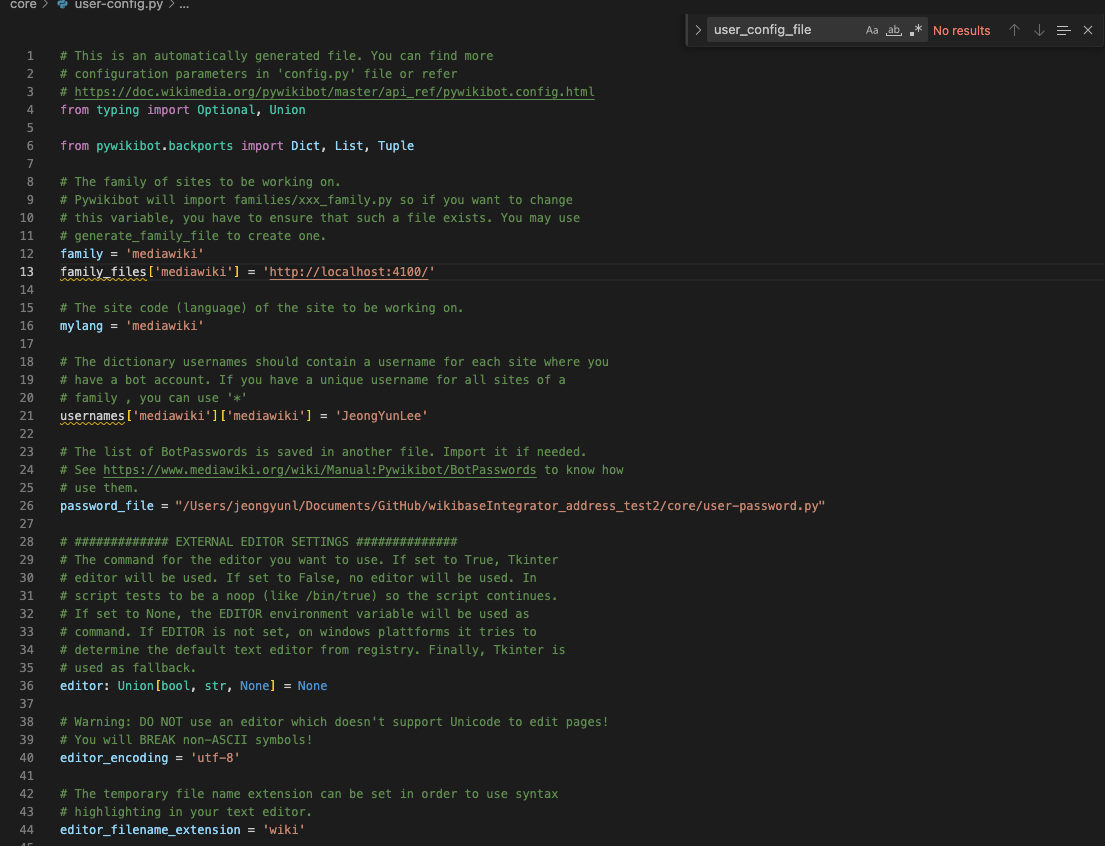 core > user-config.py > ...
user_config_file Aa ab .* No results
1 # This is an automatically generated file. You can find more
2 # configuration parameters in 'config.py' file or refer
3 # https://doc.wikimedia.org/pywikibot/master/api_ref/pywikibot.config.html
4 from typing import Optional, Union
5
6 from pywikibot.backports import Dict, List, Tuple
7
8 # The family of sites to be working on.
9 # Pywikibot will import families/xxx_family.py so if you want to change
10 # this variable, you have to ensure that such a file exists. You may use
11 # generate_family_file to create one.
12 family = 'mediawiki'
13 family_files['mediawiki'] = 'http://localhost:4100/'
14
15 # The site code (language) of the site to be working on.
16 mylang = 'mediawiki'
17
18 # The dictionary usernames should contain a username for each site where you
19 # have a bot account. If you have a unique username for all sites of a
20 # family , you can use '*'
21 usernames['mediawiki']['mediawiki'] = 'JeongYunLee'
22
23 # The list of BotPasswords is saved in another file. Import it if needed.
24 # See https://www.mediawiki.org/wiki/Manual:Pywikibot/BotPasswords to know how
25 # use them.
26 password_file = "/Users/jeongyunl/Documents/GitHub/wikibaseIntegrator_address_test2/core/user-password.py"
27
28 # ############# EXTERNAL EDITOR SETTINGS ##############
29 # The command for the editor you want to use. If set to True, Tkinter
30 # editor will be used. If set to False, no editor will be used. In
31 # script tests to be a noop (like /bin/true) so the script continues.
32 # If set to None, the EDITOR environment variable will be used as
33 # command. If EDITOR is not set, on windows plattforms it tries to
34 # determine the default text editor from registry. Finally, Tkinter is
35 # used as fallback.
36 editor: Union[bool, str, None] = None
37
38 # Warning: DO NOT use an editor which doesn't support Unicode to edit pages!
39 # You will BREAK non-ASCII symbols!
40 editor_encoding = 'utf-8'
41
42 # The temporary file name extension can be set in order to use syntax
43 # highlighting in your text editor.
44 editor_filename_extension = 'wiki'